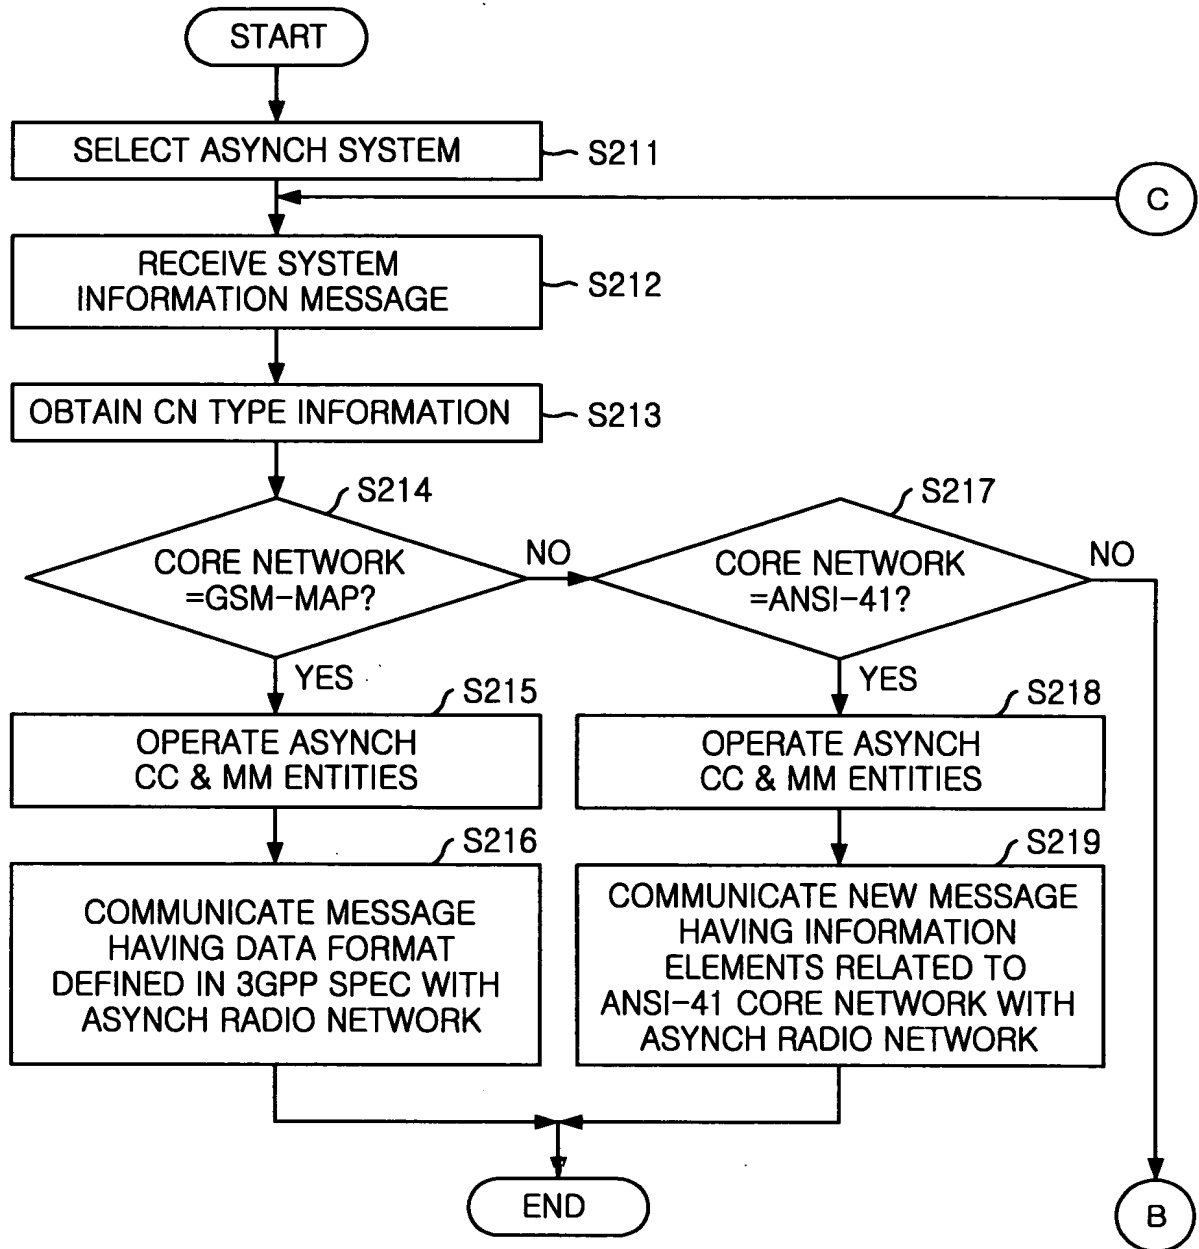 START
SELECT ASYNCH SYSTEM
S211
C
RECEIVE SYSTEM
INFORMATION MESSAGE
S212
OBTAIN CN TYPE INFORMATION
S213
S214
CORE NETWORK
=GSM-MAP?
NO
YES
S217
CORE NETWORK
=ANSI-41?
NO
YES
S215
OPERATE ASYNCH
CC & MM ENTITIES
S218
OPERATE ASYNCH
CC & MM ENTITIES
S216
COMMUNICATE MESSAGE
HAVING DATA FORMAT
DEFINED IN 3GPP SPEC WITH
ASYNCH RADIO NETWORK
S219
COMMUNICATE NEW MESSAGE
HAVING INFORMATION
ELEMENTS RELATED TO
ANSI-41 CORE NETWORK WITH
ASYNCH RADIO NETWORK
END
B